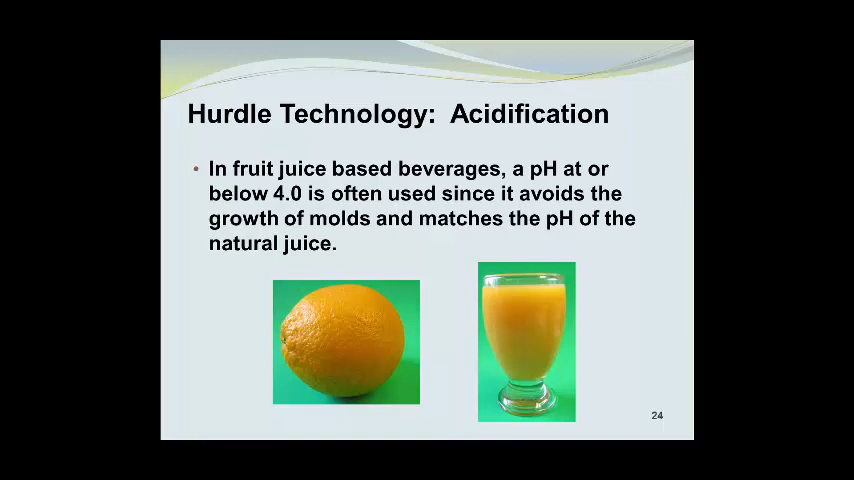 Hurdle Technology: Acidification
• In fruit juice based beverages, a pH at or
below 4.0 is often used since it avoids the
growth of molds and matches the pH of the
natural juice.
24